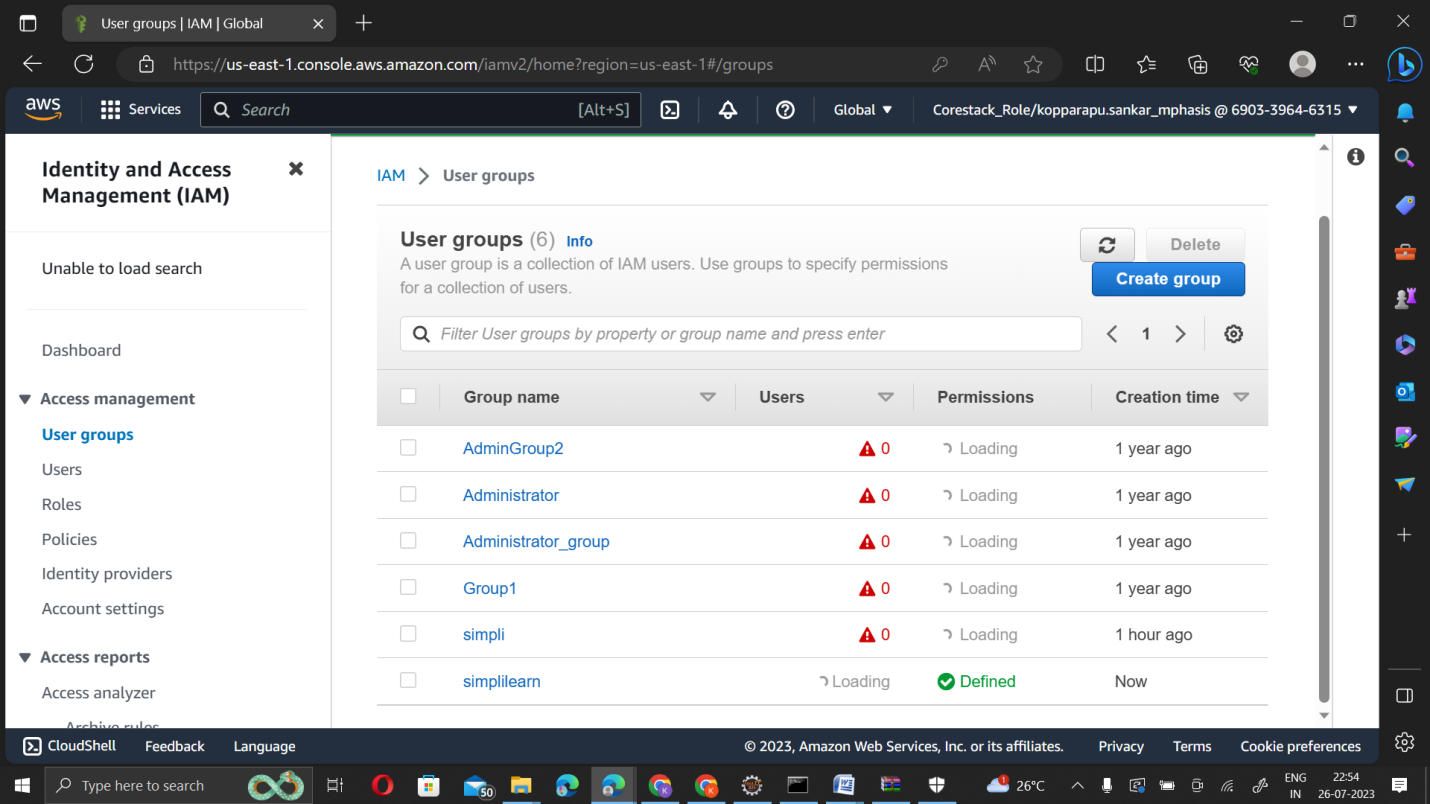 User groups | IAM | Global
https://us-east-1.console.aws.amazon.com/iamv2/home?region=us-east-1#/groups
aws
Services
Search
[Alt+S]
Global
Corestack_Role/kopparapu.sankar_mphasis @ 6903-3964-6315
Identity and Access
Management (IAM)
Unable to load search
Dashboard
Access management
User groups
Users
Roles
Policies
Identity providers
Account settings
Access reports
Access analyzer
Archive rules
IAM > User groups
User groups (6) Info
A user group is a collection of IAM users. Use groups to specify permissions
for a collection of users.
Delete
Create group
Filter User groups by property or group name and press enter
1
Group name Users Permissions Creation time
AdminGroup2 0 Loading 1 year ago
Administrator 0 Loading 1 year ago
Administrator_group 0 Loading 1 year ago
Group1 0 Loading 1 year ago
simpli 0 Loading 1 hour ago
simplilearn Loading Defined Now
CloudShell Feedback Language © 2023, Amazon Web Services, Inc. or its affiliates. Privacy Terms Cookie preferences
Type here to search
50
1
26°C
ENG
IN
22:54
26-07-2023